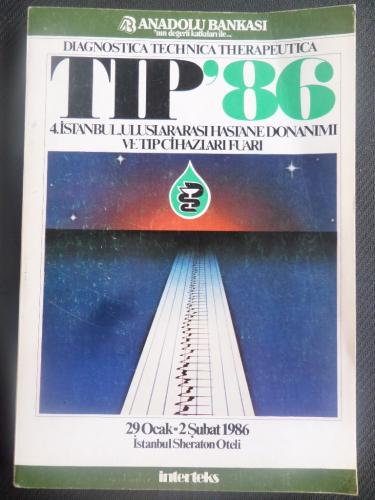 ANADOLU BANKASI
'nın değerli katkıları ile...
DIAGNOSTICA TECHNICA THERAPEUTICA
TIP'86
4.İSTANBUL ULUSLARARASI HASTANE DONANIMI
VE TIP CİHAZLARI FUARI
29 Ocak-2 Şubat 1986
İstanbul Sheraton Oteli
interteks